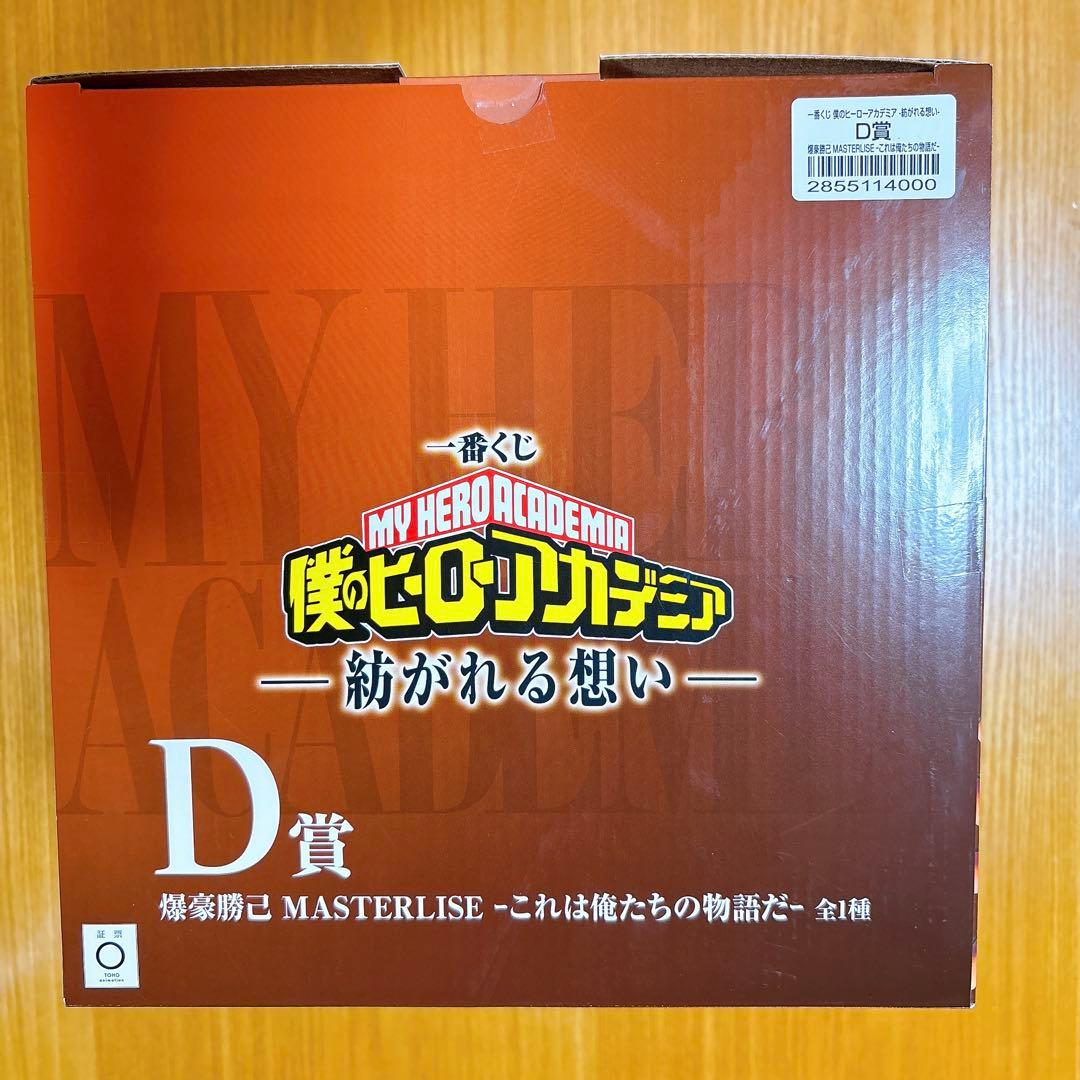 一番くじ 僕のヒーローアカデミア -紡がれる想い-
D賞
爆豪勝己 MASTERLISE -これは俺たちの物語だ-
2855114000
MY HER
ACADEM
一番くじ
MY HERO ACADEMIA
僕のヒーローアカデミア
—紡がれる想い—
D賞
爆豪勝己 MASTERLISE -これは俺たちの物語だ- 全1種
証票
TOHO
animation